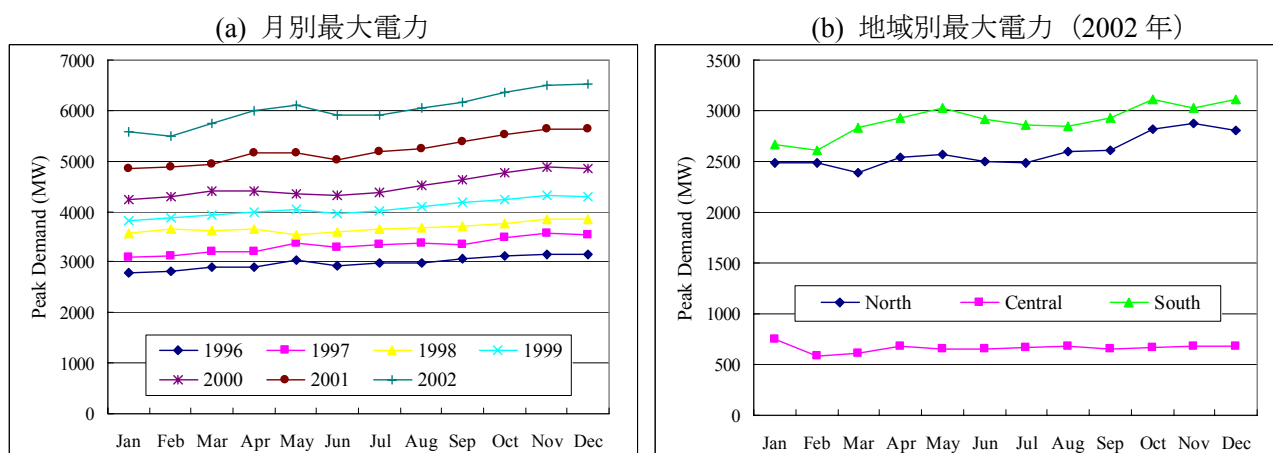 (a) 月別最大電力
7000
6000
5000
4000
3000
2000
1000
0
Peak Demand (MW)
1996 1997 1998 1999
2000 2001 2002
Jan Feb Mar Apr May Jun Jul Aug Sep Oct Nov Dec
(b) 地域別最大電力（2002 年）
3500
3000
2500
2000
1500
1000
500
0
Peak Demand (MW)
North Central South
Jan Feb Mar Apr May Jun Jul Aug Sep Oct Nov Dec